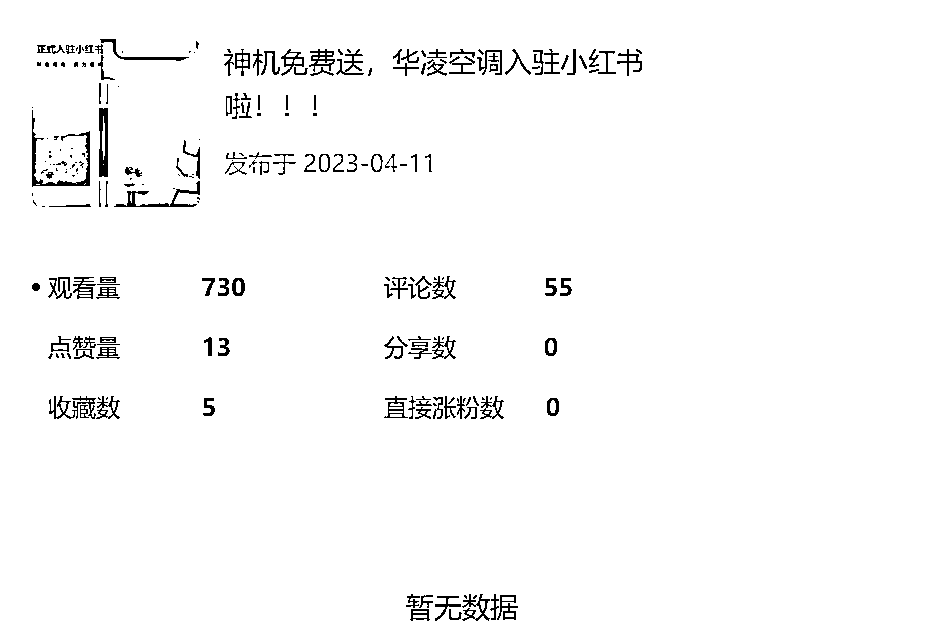 正式入驻小红书
神机免费送，华凌空调入驻小红书
啦！！！
发布于 2023-04-11
• 观看量 730 评论数 55
点赞量 13 分享数 0
收藏数 5 直接涨粉数 0
暂无数据